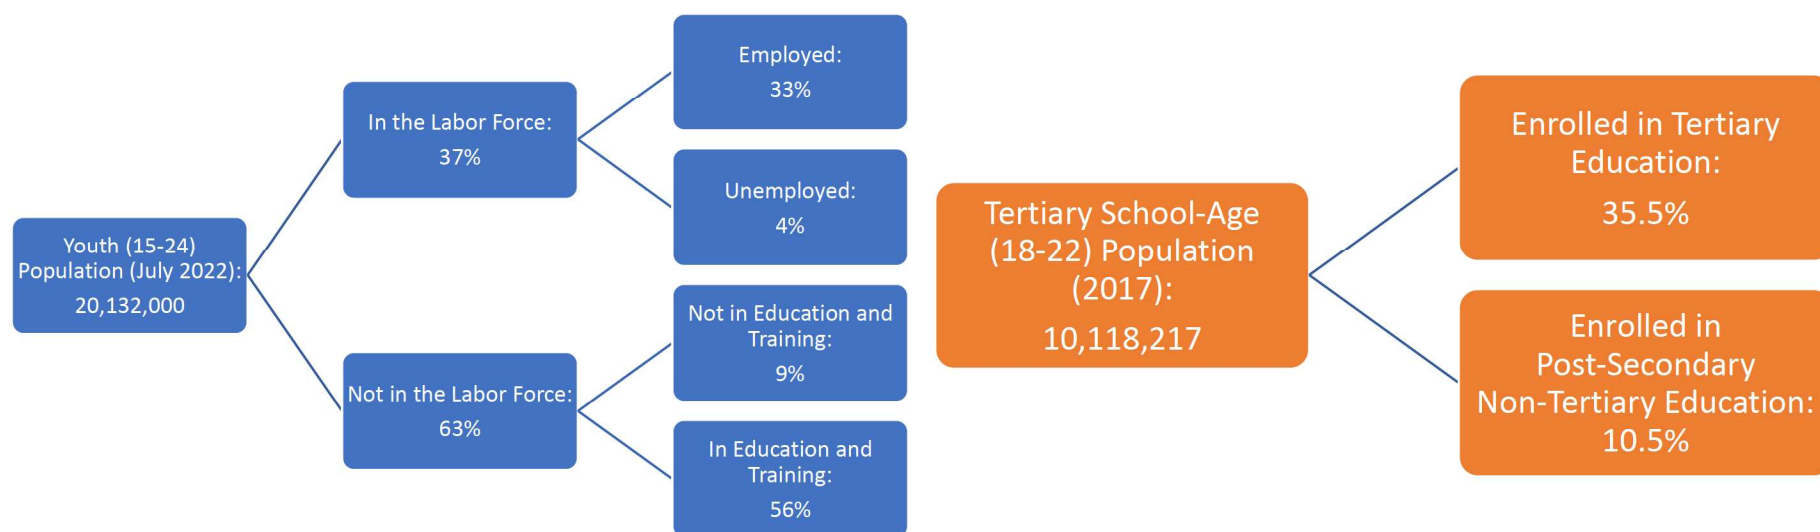 Youth (15-24)
Population (July 2022):
20,132,000
In the Labor Force:
37%
Not in the Labor Force:
63%
Employed:
33%
Unemployed:
4%
Not in Education and
Training:
9%
In Education and
Training:
56%
Tertiary School-Age
(18-22) Population
(2017):
10,118,217
Enrolled in Tertiary
Education:
35.5%
Enrolled in
Post-Secondary
Non-Tertiary Education:
10.5%